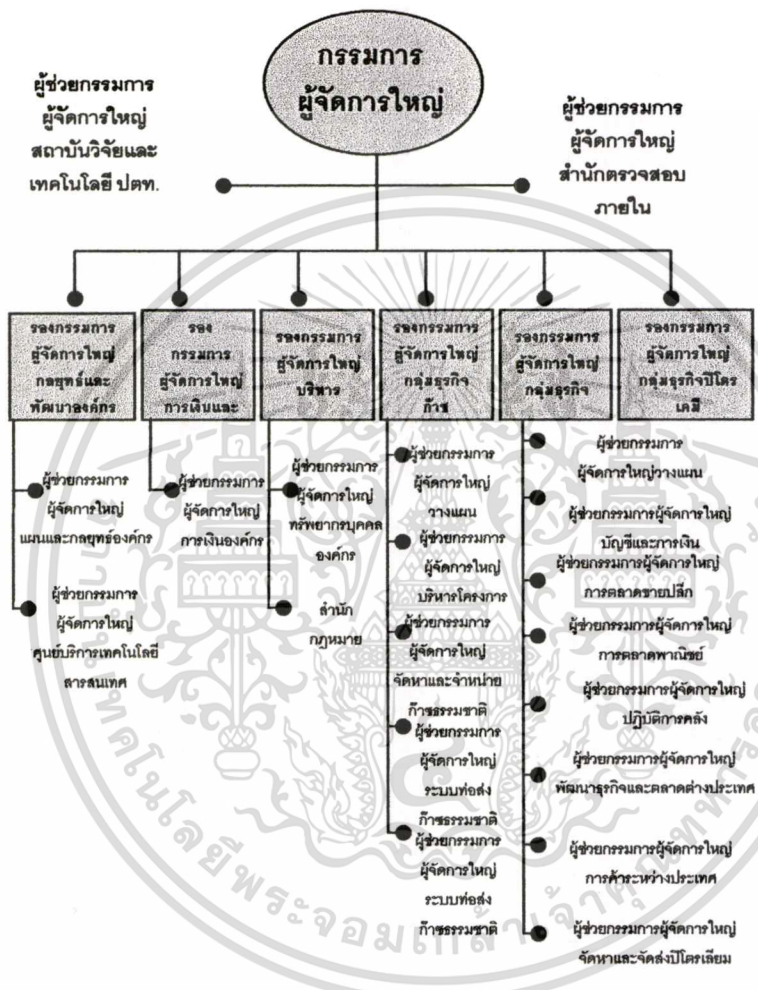 กรรมการ
ผู้จัดการใหญ่
ผู้ช่วยกรรมการ
ผู้จัดการใหญ่
สถาบันวิจัยและ
เทคโนโลยี ปตท.
ผู้ช่วยกรรมการ
ผู้จัดการใหญ่
สำนักตรวจสอบ
ภายใน
รองกรรมการ
ผู้จัดการใหญ่
กลยุทธ์และ
พัฒนาองค์กร
รอง
กรรมการ
ผู้จัดการใหญ่
การเงินและ
รองกรรมการ
ผู้จัดการใหญ่
บริหาร
รองกรรมการ
ผู้จัดการใหญ่
กลุ่มธุรกิจ
ก๊าซ
รองกรรมการ
ผู้จัดการใหญ่
กลุ่มธุรกิจ
รองกรรมการ
ผู้จัดการใหญ่
กลุ่มธุรกิจปิโตร
เคมี
ผู้ช่วยกรรมการ
ผู้จัดการใหญ่
แผนและกลยุทธ์องค์กร
ผู้ช่วยกรรมการ
ผู้จัดการใหญ่
ศูนย์บริการเทคโนโลยี
สารสนเทศ
ผู้ช่วยกรรมการ
ผู้จัดการใหญ่
การเงินองค์กร
ผู้ช่วยกรรมการ
ผู้จัดการใหญ่
ทรัพยากรบุคคล
องค์กร
สำนัก
กฎหมาย
ผู้ช่วยกรรมการ
ผู้จัดการใหญ่
วางแผน
ผู้ช่วยกรรมการ
ผู้จัดการใหญ่
บริหารโครงการ
ผู้ช่วยกรรมการ
ผู้จัดการใหญ่
จัดหาและจำหน่าย
ก๊าซธรรมชาติ
ผู้ช่วยกรรมการ
ผู้จัดการใหญ่
ระบบท่อส่ง
ก๊าซธรรมชาติ
ผู้ช่วยกรรมการ
ผู้จัดการใหญ่
ระบบท่อส่ง
ก๊าซธรรมชาติ
ผู้ช่วยกรรมการ
ผู้จัดการใหญ่วางแผน
ผู้ช่วยกรรมการผู้จัดการใหญ่
บัญชีและการเงิน
ผู้ช่วยกรรมการผู้จัดการใหญ่
การตลาดขายปลีก
ผู้ช่วยกรรมการผู้จัดการใหญ่
การตลาดพาณิชย์
ผู้ช่วยกรรมการผู้จัดการใหญ่
ปฏิบัติการคลัง
ผู้ช่วยกรรมการผู้จัดการใหญ่
พัฒนาธุรกิจและตลาดต่างประเทศ
ผู้ช่วยกรรมการผู้จัดการใหญ่
การค้าระหว่างประเทศ
ผู้ช่วยกรรมการผู้จัดการใหญ่
จัดหาและจัดส่งปิโตรเลียม
เทคโนโลยีพระจอมเกล้าเจ้าคุณทหาร